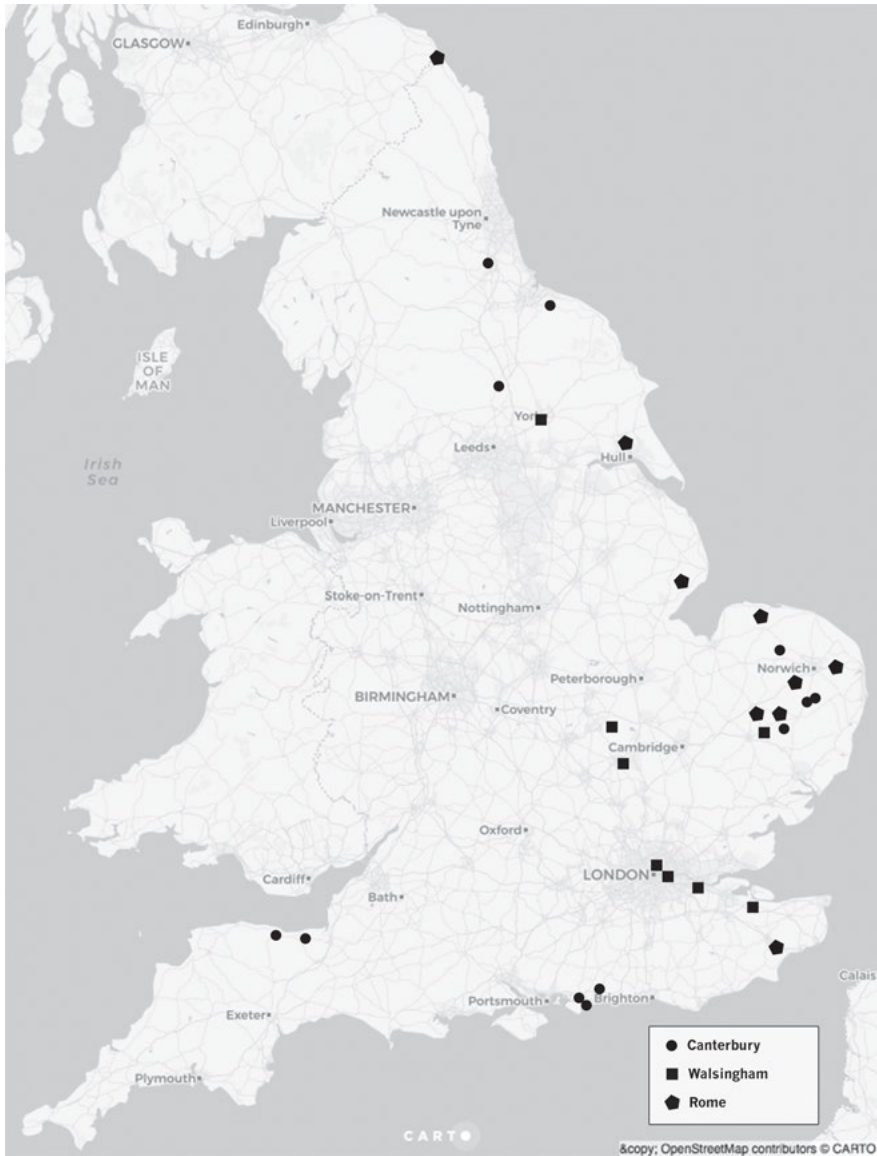 Edinburgh
GLASGOW
Newcastle upon
Tyne
ISLE
OF
MAN
York
Leeds
Hull
Irish
Sea
MANCHESTER
Liverpool
Stoke-on-Trent
Nottingham
Norwich
Peterborough
BIRMINGHAM
Coventry
Cambridge
Oxford
LONDON
Cardiff
Bath
Calais
Portsmouth
Brighton
Exeter
Plymouth
Canterbury
Walsingham
Rome
CARTO
&copy; OpenStreetMap contributors © CARTO